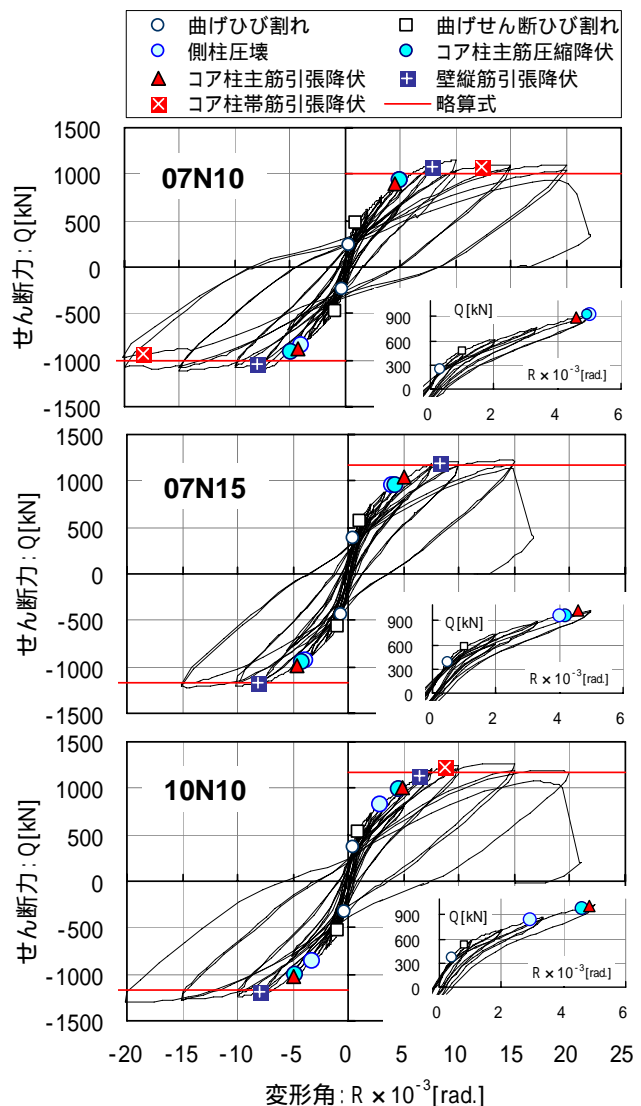 曲げひび割れ 曲げせん断ひび割れ
側柱圧壊 コア柱主筋圧縮降伏
コア柱主筋引張降伏 壁縦筋引張降伏
コア柱帯筋引張降伏 略算式
せん断力:Q[kN]
1500
1000
500
0
-500
-1000
-1500
07N10
Q[kN]
900
600
300
0
R×10⁻³[rad.]
0 2 4 6
せん断力:Q[kN]
1500
1000
500
0
-500
-1000
-1500
07N15
Q[kN]
900
600
300
0
R×10⁻³[rad.]
0 2 4 6
せん断力:Q[kN]
1500
1000
500
0
-500
-1000
-1500
10N10
Q[kN]
900
600
300
0
R×10⁻³[rad.]
0 2 4 6
-20 -15 -10 -5 0 5 10 15 20 25
変形角:R×10⁻³[rad.]